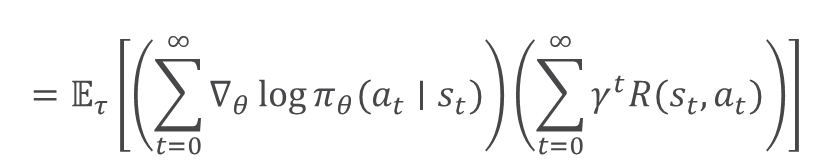 = 𝔼_τ [ ( ∑_{t=0}^{∞} ∇_θ log π_θ(a_t | s_t) ) ( ∑_{t=0}^{∞} γ^t R(s_t, a_t) ) ]